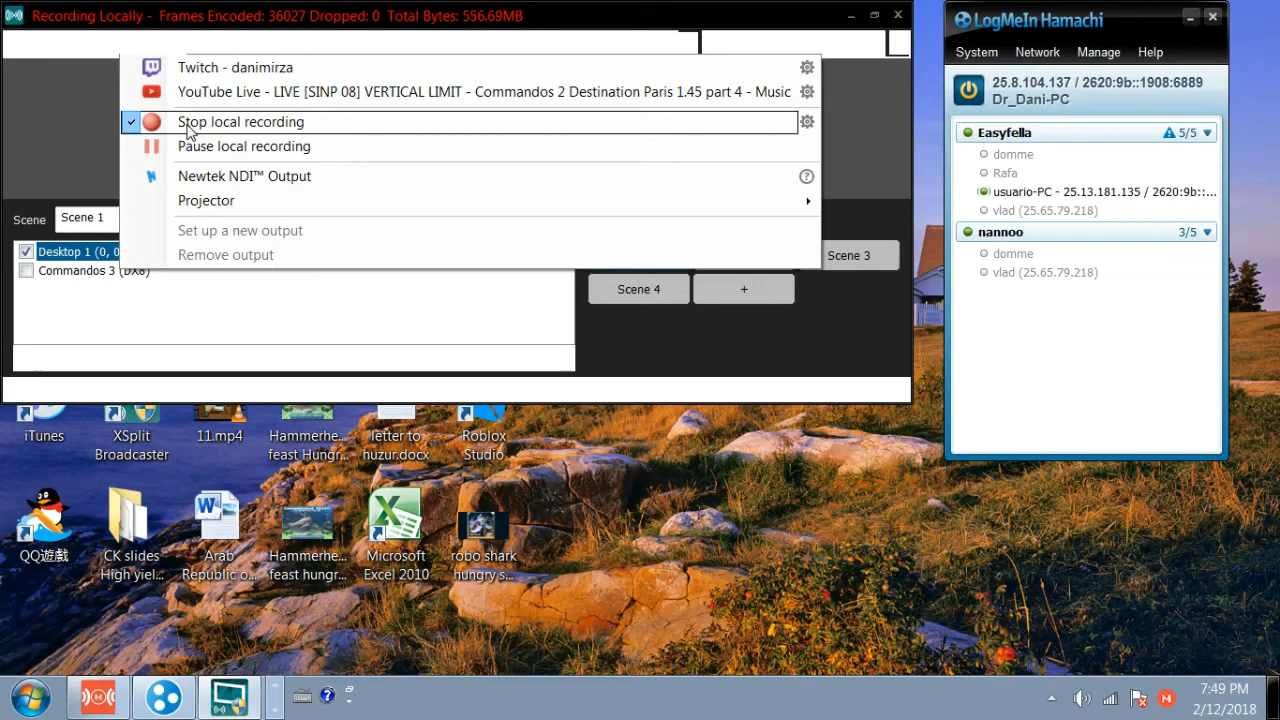 Recording Locally - Frames Encoded: 36027 Dropped: 0 Total Bytes: 556.69MB
Twitch - danimirza
YouTube Live - LIVE [SINP 08] VERTICAL LIMIT - Commandos 2 Destination Paris 1.45 part 4 - Music
Stop local recording
Pause local recording
Newtek NDI™ Output
Projector
Set up a new output
Remove output
Scene
Scene 1
Desktop 1 (0, 0
Commandos 3 (DX8)
Scene 3
Scene 4
+
LogMeIn Hamachi
System Network Manage Help
25.8.104.137 / 2620:9b::1908:6889
Dr_Dani-PC
Easyfella 5/5
domme
Rafa
usuario-PC - 25.13.181.135 / 2620:9b::...
vlad (25.65.79.218)
nannoo 3/5
domme
vlad (25.65.79.218)
iTunes
XSplit
Broadcaster
11.mp4
Hammerhe...
feast Hungr...
letter to
huzur.docx
Roblox
Studio
QQ遊戲
CK slides
High yiel...
Arab
Republic o...
Hammerhe...
feast hungr...
Microsoft
Excel 2010
robo shark
hungry s...
7:49 PM
2/12/2018